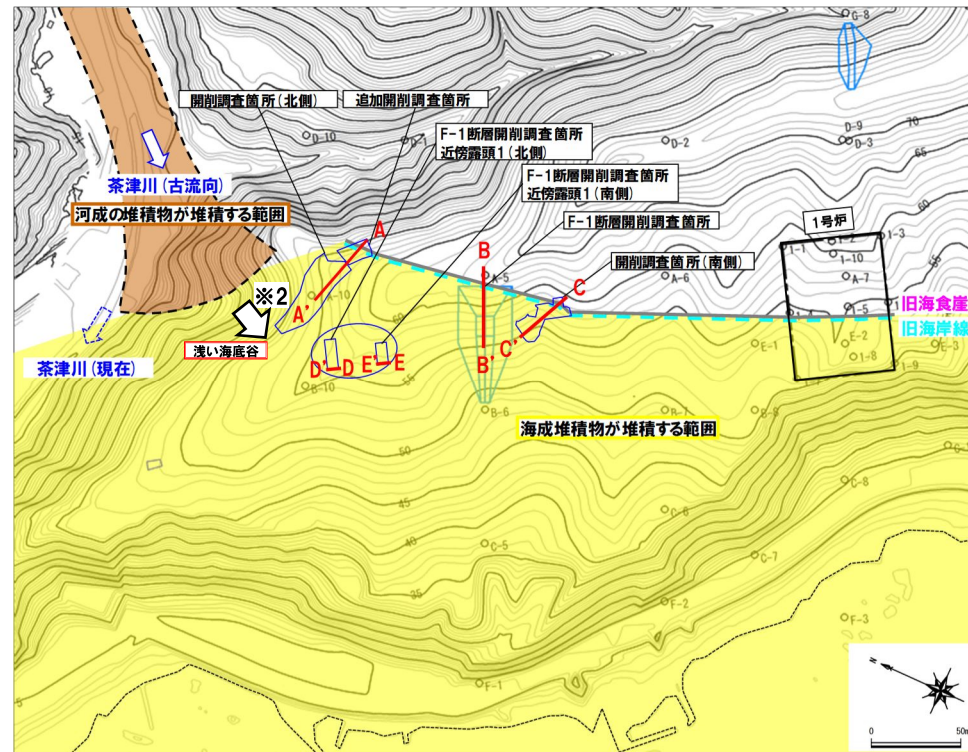 C-8
70
65
D-9
D-3
D-2
D-10
D-1
開削調査箇所(北側)
追加開削調査箇所
F-1断層開削調査箇所
近傍露頭1(北側)
F-1断層開削調査箇所
近傍露頭1(南側)
F-1断層開削調査箇所
開削調査箇所(南側)
茶津川(古流向)
河成の堆積物が堆積する範囲
1号炉
60
55
1-1
1-2
1-3
1-10
A-7
1-4
1-5
A
B
A-5
A-6
C
60
A-10
A'
※2
浅い海底谷
茶津川(現在)
旧海食崖
旧海岸線
D'
D
E'
E
B'
C'
55
B-10
E-1
E-2
E-3
1-8
1-9
B-6
B-7
B-8
海成堆積物が堆積する範囲
50
45
40
35
C-5
C-6
C-7
C-8
F-1
F-2
F-3
N
0
50m